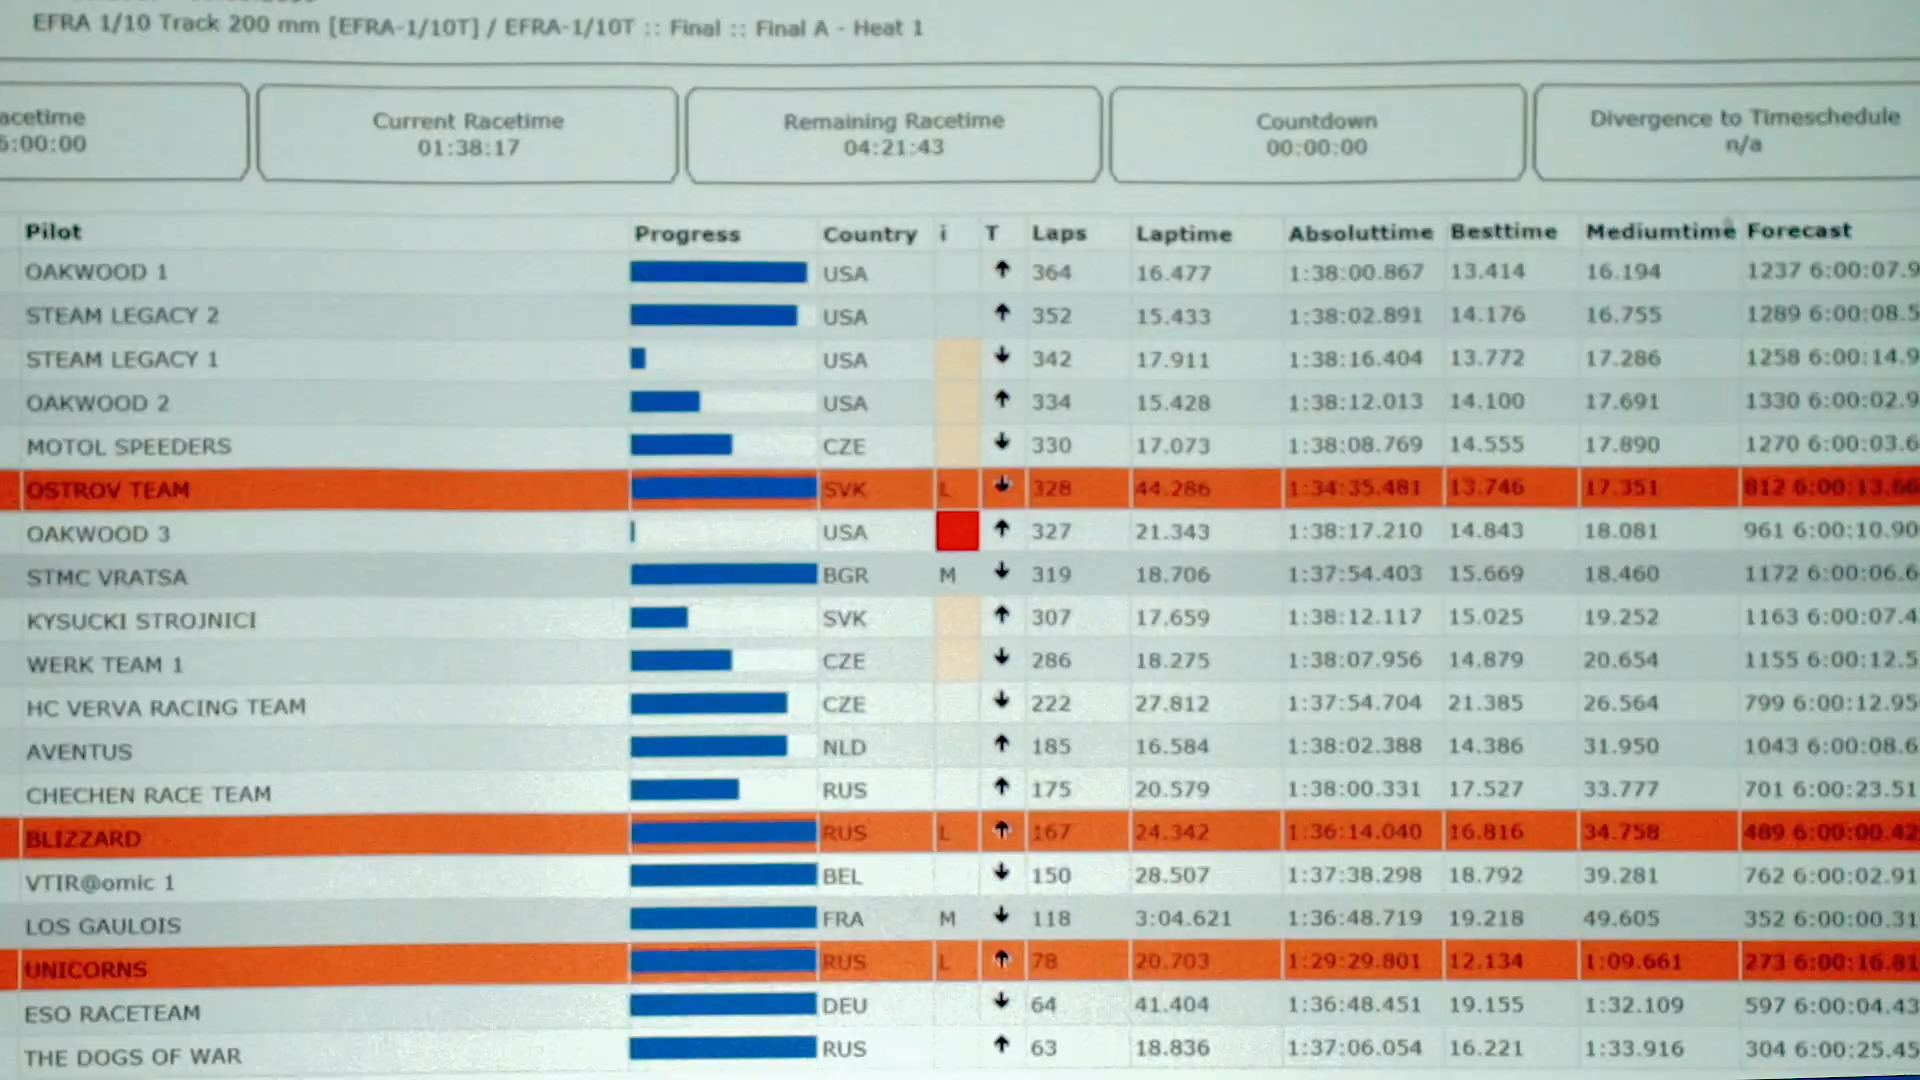 EFRA 1/10 Track 200 mm [EFRA-1/10T] / EFRA-1/10T :: Final :: Final A - Heat 1
acetime Current Racetime Remaining Racetime Countdown Divergence to Timeschedule
6:00:00 01:38:17 04:21:43 00:00:00 n/a
Pilot Progress Country i T Laps Laptime Absoluttime Besttime Mediumtime Forecast
OAKWOOD 1 USA ↑ 364 16.477 1:38:00.867 13.414 16.194 1237 6:00:07.9
STEAM LEGACY 2 USA ↑ 352 15.433 1:38:02.891 14.176 16.755 1289 6:00:08.5
STEAM LEGACY 1 USA ↓ 342 17.911 1:38:16.404 13.772 17.286 1258 6:00:14.9
OAKWOOD 2 USA ↑ 334 15.428 1:38:12.013 14.100 17.691 1330 6:00:02.9
MOTOL SPEEDERS CZE ↓ 330 17.073 1:38:08.769 14.555 17.890 1270 6:00:03.6
OSTROV TEAM SVK L ↓ 328 44.286 1:34:35.481 13.746 17.351 812 6:00:13.66
OAKWOOD 3 USA ↑ 327 21.343 1:38:17.210 14.843 18.081 961 6:00:10.90
STMC VRATSA BGR M ↓ 319 18.706 1:37:54.403 15.669 18.460 1172 6:00:06.6
KYSUCKI STROJNICI SVK ↑ 307 17.659 1:38:12.117 15.025 19.252 1163 6:00:07.4
WERK TEAM 1 CZE ↓ 286 18.275 1:38:07.956 14.879 20.654 1155 6:00:12.5
HC VERVA RACING TEAM CZE ↓ 222 27.812 1:37:54.704 21.385 26.564 799 6:00:12.95
AVENTUS NLD ↑ 185 16.584 1:38:02.388 14.386 31.950 1043 6:00:08.6
CHECHEN RACE TEAM RUS ↑ 175 20.579 1:38:00.331 17.527 33.777 701 6:00:23.51
BLIZZARD RUS L ↑ 167 24.342 1:36:14.040 16.816 34.758 489 6:00:00.42
VTIR@omic 1 BEL ↓ 150 28.507 1:37:38.298 18.792 39.281 762 6:00:02.91
LOS GAULOIS FRA M ↓ 118 3:04.621 1:36:48.719 19.218 49.605 352 6:00:00.31
UNICORNS RUS L ↑ 78 20.703 1:29:29.801 12.134 1:09.661 273 6:00:16.81
ESO RACETEAM DEU ↓ 64 41.404 1:36:48.451 19.155 1:32.109 597 6:00:04.43
THE DOGS OF WAR RUS ↑ 63 18.836 1:37:06.054 16.221 1:33.916 304 6:00:25.45